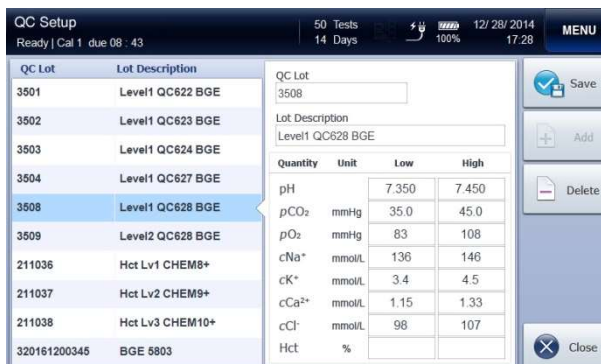 QC Setup
Ready | Cal 1 due 08 : 43
50 Tests
14 Days
100%
12/ 28/ 2014
17:28
MENU
QC Lot Lot Description
3501 Level1 QC622 BGE
3502 Level1 QC623 BGE
3503 Level1 QC624 BGE
3504 Level1 QC627 BGE
3508 Level1 QC628 BGE
3509 Level2 QC628 BGE
211036 Hct Lv1 CHEM8+
211037 Hct Lv2 CHEM9+
211038 Hct Lv3 CHEM10+
320161200345 BGE 5803
QC Lot
3508
Lot Description
Level1 QC628 BGE
Quantity Unit Low High
pH 7.350 7.450
pCO₂ mmHg 35.0 45.0
pO₂ mmHg 83 108
cNa⁺ mmol/L 136 146
cK⁺ mmol/L 3.4 4.5
cCa²⁺ mmol/L 1.15 1.33
cCl⁻ mmol/L 98 107
Hct %
Save
Add
Delete
Close